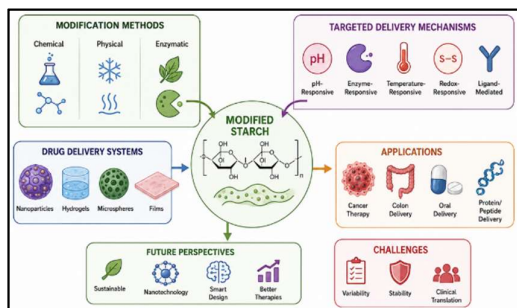 MODIFICATION METHODS
Chemical
Physical
Enzymatic
TARGETED DELIVERY MECHANISMS
pH
S–S
pH-
Responsive
Enzyme-
Responsive
Temperature-
Responsive
Redox-
Responsive
Ligand-
Mediated
MODIFIED
STARCH
OH
OH
O
O
O
OH
OH
OH
OH
n
DRUG DELIVERY SYSTEMS
Nanoparticles
Hydrogels
Microspheres
Films
APPLICATIONS
Cancer
Therapy
Colon
Delivery
Oral
Delivery
Protein/
Peptide
Delivery
FUTURE PERSPECTIVES
Sustainable
Nanotechnology
Smart
Design
Better
Therapies
CHALLENGES
Variability
Stability
Clinical
Translation